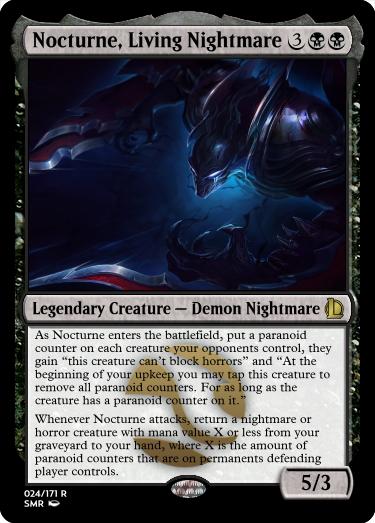 Nocturne, Living Nightmare 3
Legendary Creature — Demon Nightmare
As Nocturne enters the battlefield, put a paranoid
counter on each creature your opponents control, they
gain “this creature can’t block horrors” and “At the
beginning of your upkeep you may tap this creature
to remove all paranoid counters. For as long as the
creature has a paranoid counter on it.”
Whenever Nocturne attacks, return a nightmare or
horror creature with mana value X or less from your
graveyard to your hand, where X is the amount of
paranoid counters that are on permanents defending
player controls.
5/3
024/171 R
SMR